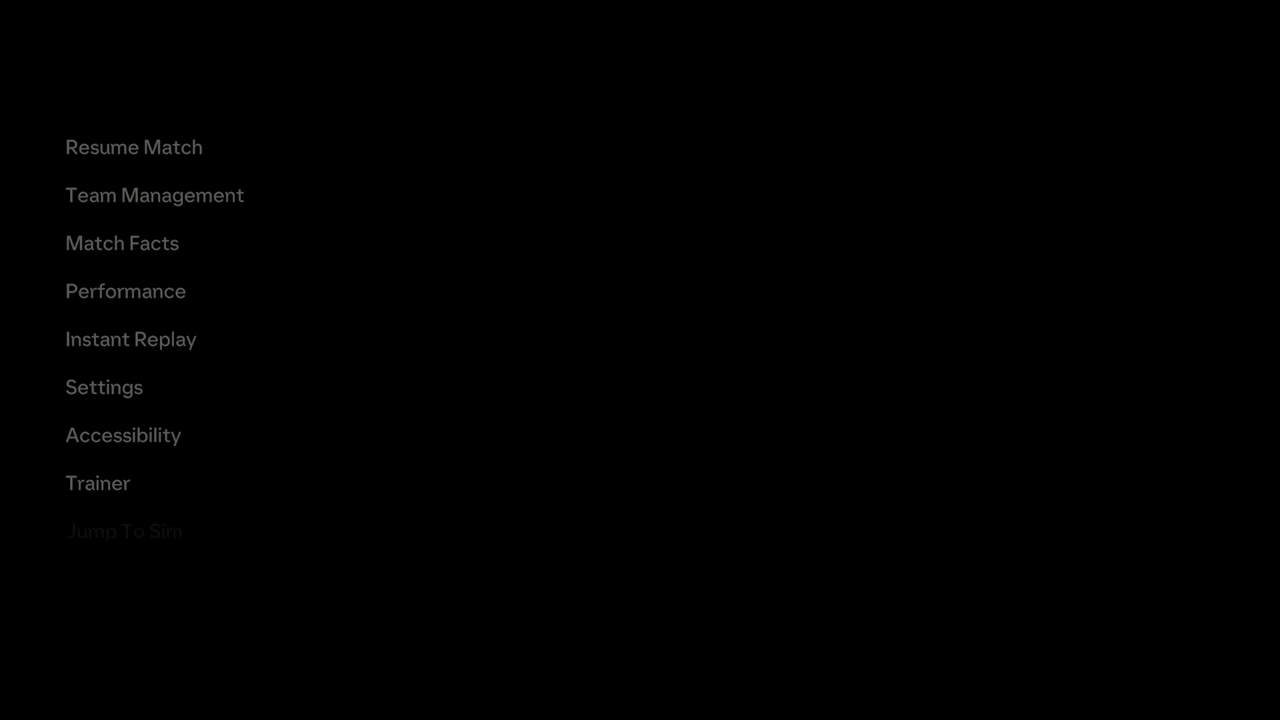 Resume Match
Team Management
Match Facts
Performance
Instant Replay
Settings
Accessibility
Trainer
Jump To Sim